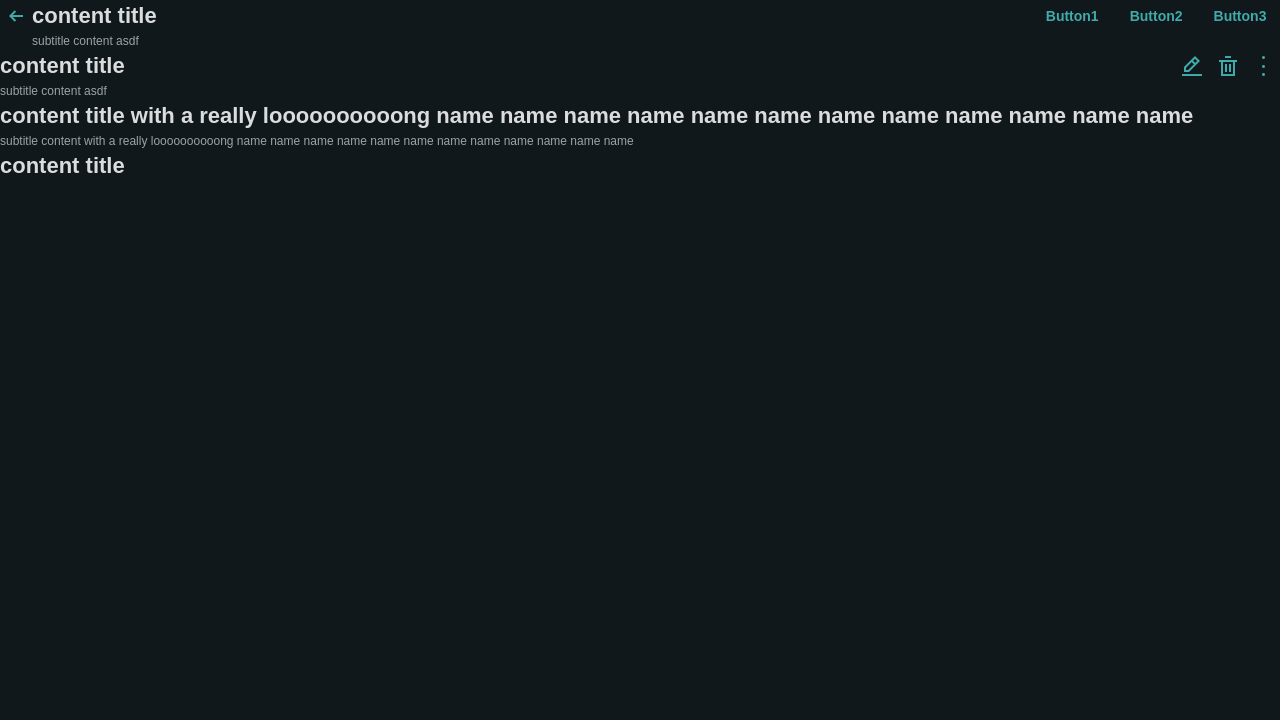 content title Button1 Button2 Button3
subtitle content asdf
content title
subtitle content asdf
content title with a really loooooooooong name name name name name name name name name name name name
subtitle content with a really loooooooooong name name name name name name name name name name name name
content title